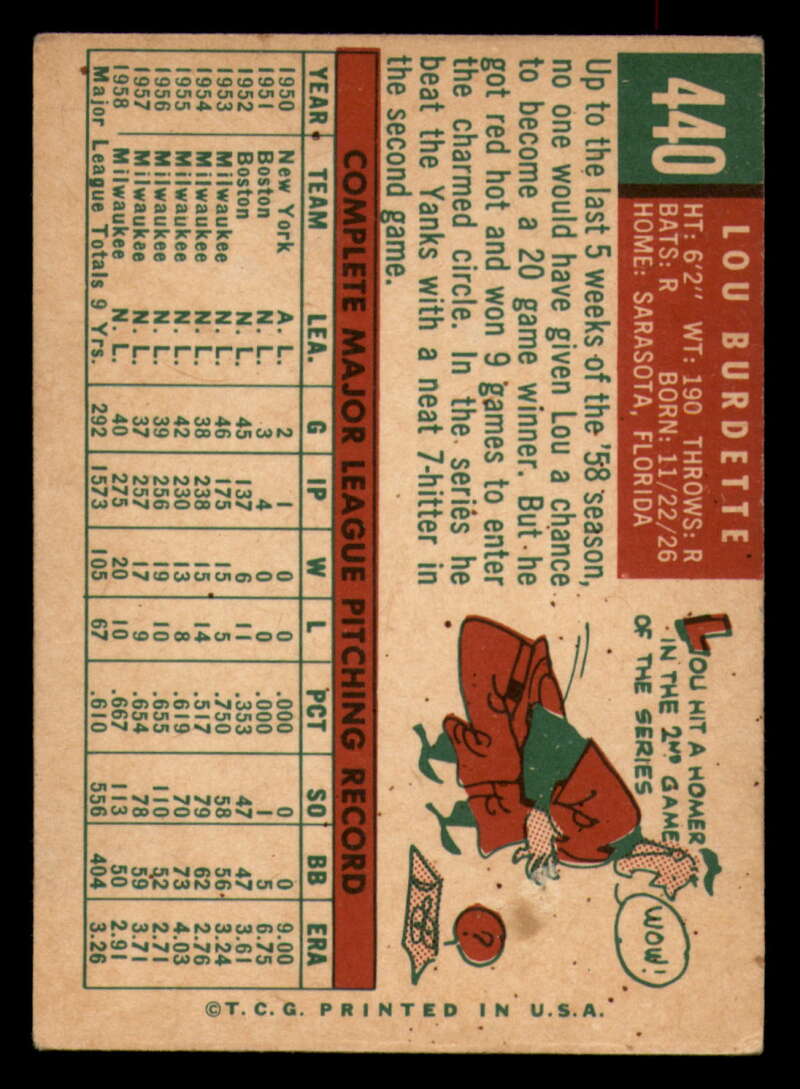 440
LOU BURDETTE
HT: 6'2" WT: 190 THROWS: R
BATS: R BORN: 11/22/26
HOME: SARASOTA, FLORIDA
Up to the last 5 weeks of the '58 season,
no one would have given Lou a chance
to become a 20 game winner. But he
got red hot and won 9 games to enter
the charmed circle. In the series he
beat the Yanks with a neat 7-hitter in
the second game.
LOU HIT A HOMER
IN THE 2ND GAME
OF THE SERIES
WOW!
?
COMPLETE MAJOR LEAGUE PITCHING RECORD
YEAR TEAM LEA. G IP W L PCT SO BB ERA
1950 New York A. L. 2 1 0 0 .000 0 0 9.00
1951 Boston N. L. 3 4 0 0 .000 1 5 6.75
1952 Boston N. L. 45 137 6 11 .353 47 47 3.61
1953 Milwaukee N. L. 46 175 15 5 .750 58 56 3.24
1954 Milwaukee N. L. 38 238 15 14 .517 79 62 2.76
1955 Milwaukee N. L. 42 230 13 8 .619 70 73 4.03
1956 Milwaukee N. L. 39 256 19 10 .655 110 52 2.71
1957 Milwaukee N. L. 37 257 17 9 .654 78 59 3.71
1958 Milwaukee N. L. 40 275 20 10 .667 113 50 2.91
Major League Totals 9 Yrs. 292 1573 105 67 .610 556 404 3.26
©T.C.G. PRINTED IN U.S.A.